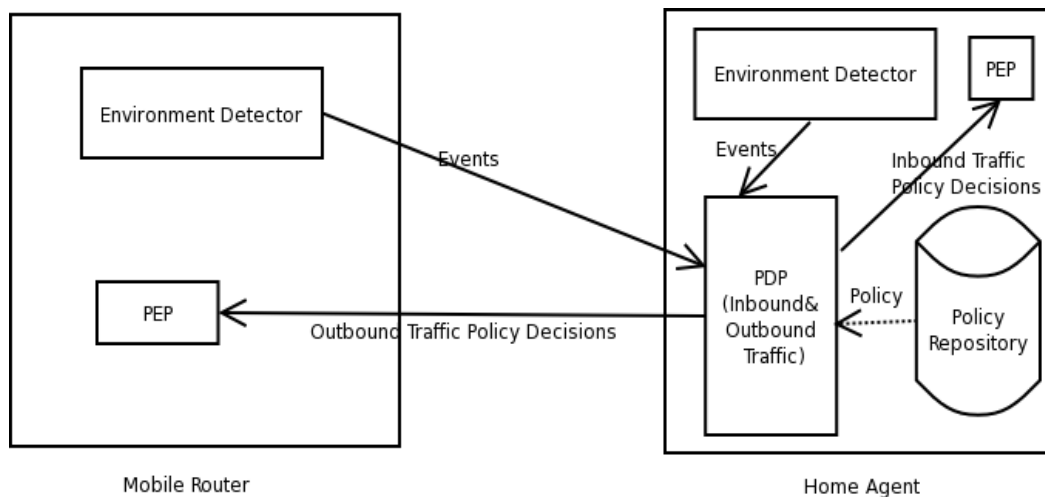 Environment Detector
PEP
Mobile Router
Events
Outbound Traffic Policy Decisions
Environment Detector
PEP
Events
Inbound Traffic
Policy Decisions
PDP
(Inbound&
Outbound
Traffic)
Policy
Policy
Repository
Home Agent